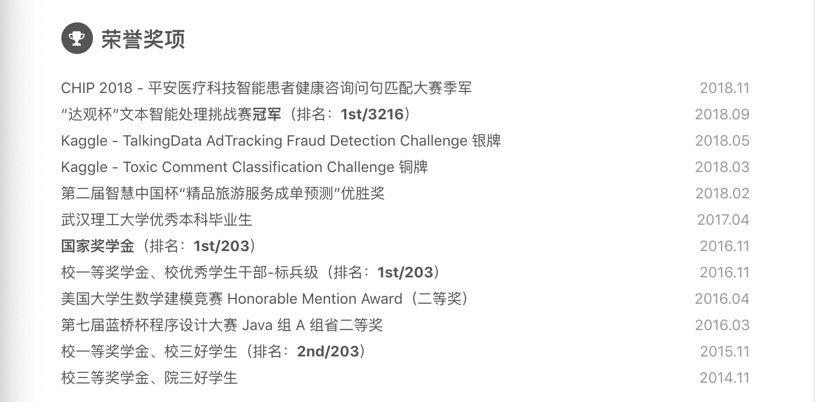 荣誉奖项
CHIP 2018 - 平安医疗科技智能患者健康咨询问句匹配大赛季军 2018.11
“达观杯”文本智能处理挑战赛冠军（排名：1st/3216） 2018.09
Kaggle - TalkingData AdTracking Fraud Detection Challenge 银牌 2018.05
Kaggle - Toxic Comment Classification Challenge 铜牌 2018.03
第二届智慧中国杯“精品旅游服务成单预测”优胜奖 2018.02
武汉理工大学优秀本科毕业生 2017.04
国家奖学金（排名：1st/203） 2016.11
校一等奖学金、校优秀学生干部-标兵级（排名：1st/203） 2016.11
美国大学生数学建模竞赛 Honorable Mention Award（二等奖） 2016.04
第七届蓝桥杯程序设计大赛 Java 组 A 组省二等奖 2016.03
校一等奖学金、校三好学生（排名：2nd/203） 2015.11
校三等奖学金、院三好学生 2014.11